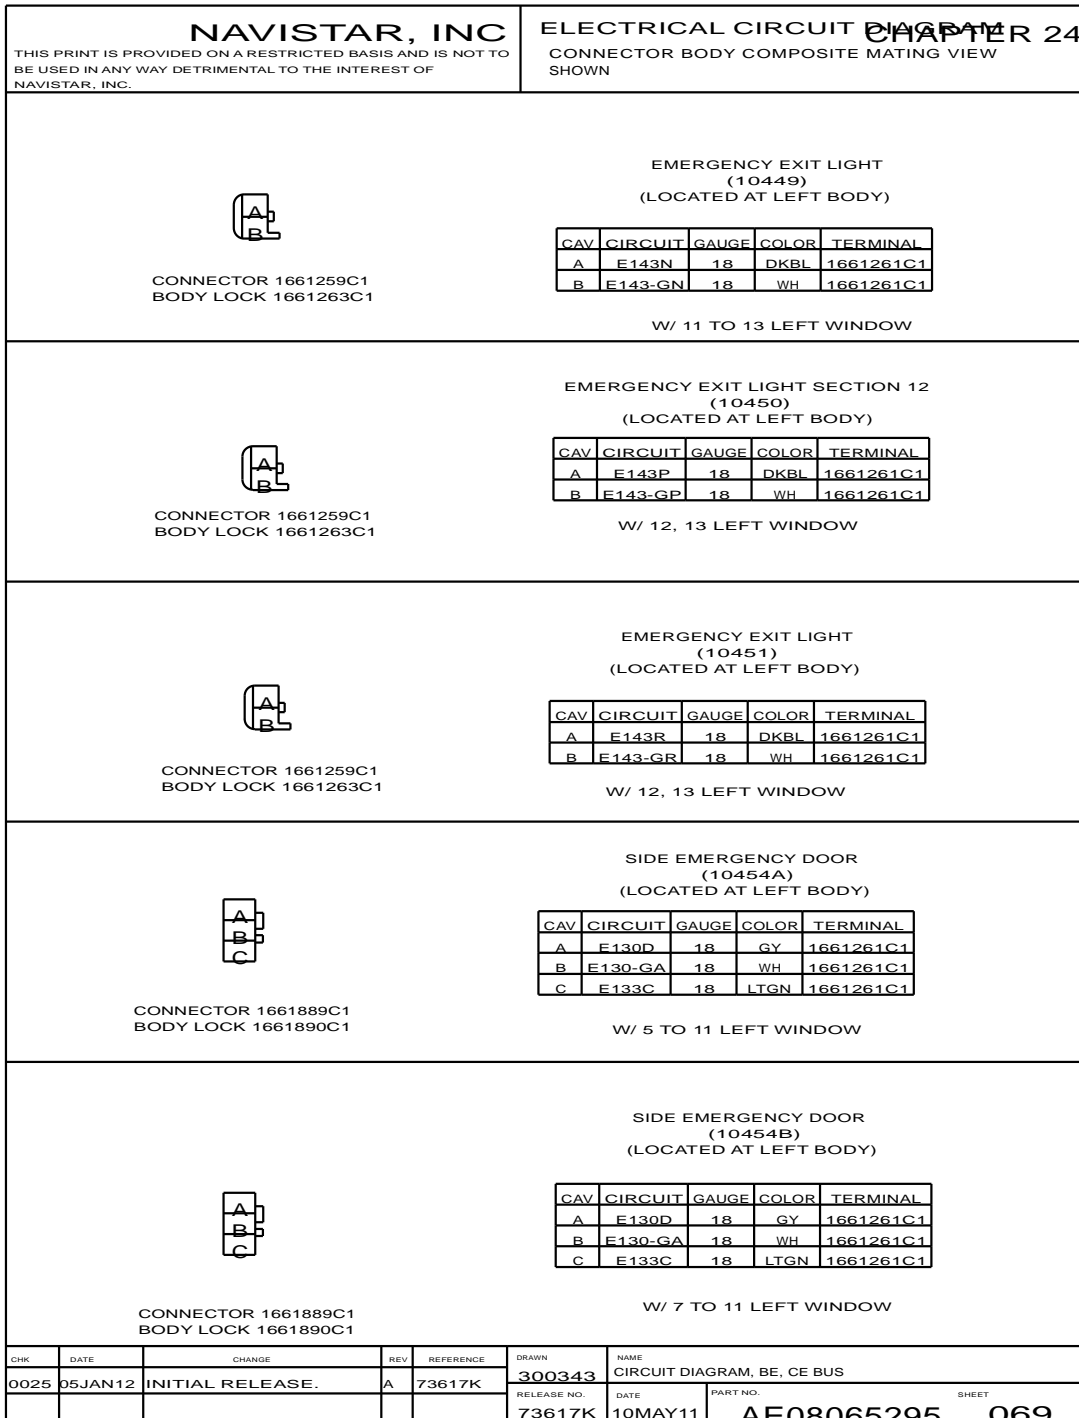 NAVISTAR, INC
THIS PRINT IS PROVIDED ON A RESTRICTED BASIS AND IS NOT TO
BE USED IN ANY WAY DETRIMENTAL TO THE INTEREST OF
NAVISTAR, INC.
ELECTRICAL CIRCUIT DIAGRAM
CHAPTER 24
CONNECTOR BODY COMPOSITE MATING VIEW
SHOWN
A
B
CONNECTOR 1661259C1
BODY LOCK 1661263C1
EMERGENCY EXIT LIGHT
(10449)
(LOCATED AT LEFT BODY)
CAV CIRCUIT GAUGE COLOR TERMINAL
A E143N 18 DKBL 1661261C1
B E143-GN 18 WH 1661261C1
W/ 11 TO 13 LEFT WINDOW
A
B
CONNECTOR 1661259C1
BODY LOCK 1661263C1
EMERGENCY EXIT LIGHT SECTION 12
(10450)
(LOCATED AT LEFT BODY)
CAV CIRCUIT GAUGE COLOR TERMINAL
A E143P 18 DKBL 1661261C1
B E143-GP 18 WH 1661261C1
W/ 12, 13 LEFT WINDOW
A
B
CONNECTOR 1661259C1
BODY LOCK 1661263C1
EMERGENCY EXIT LIGHT
(10451)
(LOCATED AT LEFT BODY)
CAV CIRCUIT GAUGE COLOR TERMINAL
A E143R 18 DKBL 1661261C1
B E143-GR 18 WH 1661261C1
W/ 12, 13 LEFT WINDOW
A
B
C
CONNECTOR 1661889C1
BODY LOCK 1661890C1
SIDE EMERGENCY DOOR
(10454A)
(LOCATED AT LEFT BODY)
CAV CIRCUIT GAUGE COLOR TERMINAL
A E130D 18 GY 1661261C1
B E130-GA 18 WH 1661261C1
C E133C 18 LTGN 1661261C1
W/ 5 TO 11 LEFT WINDOW
A
B
C
CONNECTOR 1661889C1
BODY LOCK 1661890C1
SIDE EMERGENCY DOOR
(10454B)
(LOCATED AT LEFT BODY)
CAV CIRCUIT GAUGE COLOR TERMINAL
A E130D 18 GY 1661261C1
B E130-GA 18 WH 1661261C1
C E133C 18 LTGN 1661261C1
W/ 7 TO 11 LEFT WINDOW
CHK DATE CHANGE REV REFERENCE
0025 05JAN12 INITIAL RELEASE. A 73617K
DRAWN
300343
NAME
CIRCUIT DIAGRAM, BE, CE BUS
RELEASE NO. DATE PART NO. SHEET
73617K 10MAY11 AE08065295 069